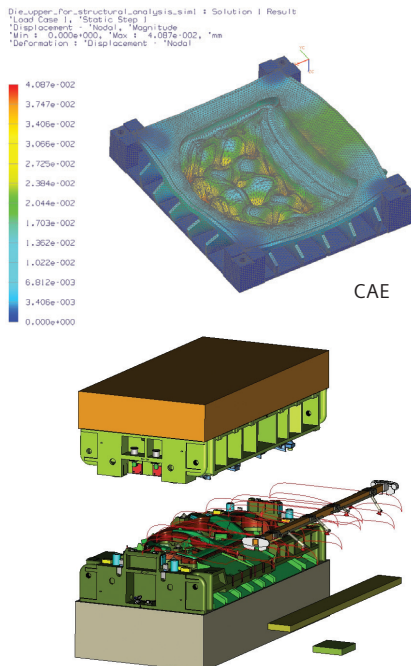 Die_upper_for_structural_analysis_sim1 : Solution 1 Result
'Load Case 1, 'Static Step 1
'Displacement - 'Nodal, 'Magnitude
'Min : 0.000e+000, 'Max : 4.087e-002, 'mm
'Deformation : 'Displacement - 'Nodal
4.087e-002
3.747e-002
3.406e-002
3.066e-002
2.725e-002
2.384e-002
2.044e-002
1.703e-002
1.362e-002
1.022e-002
6.812e-003
3.406e-003
0.000e+000
CAE